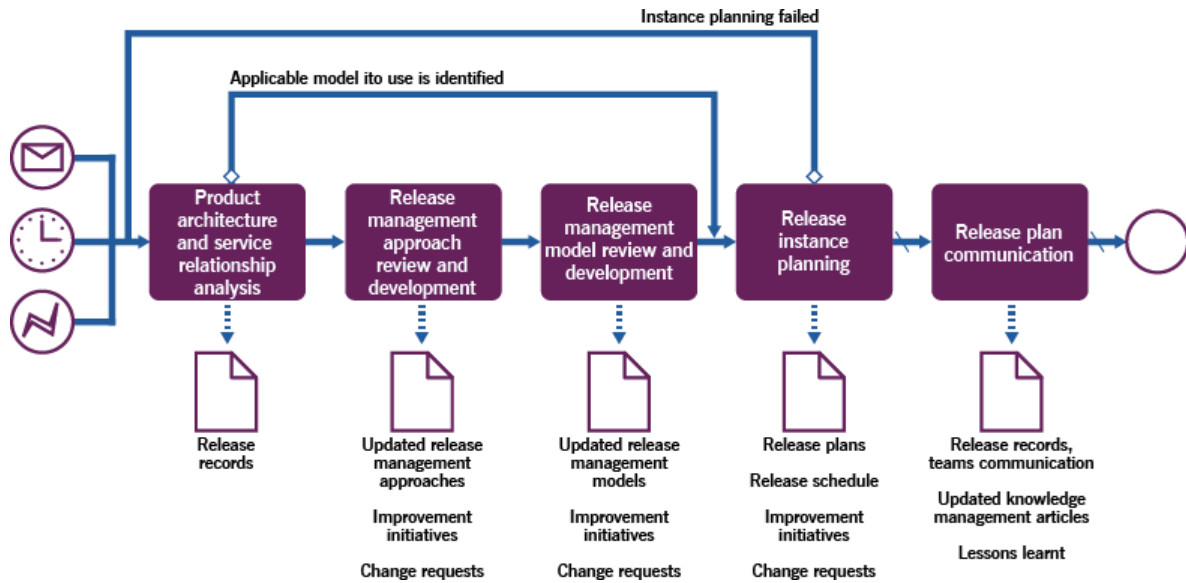 Instance planning failed
Applicable model ito use is identified
Product
architecture
and service
relationship
analysis
Release
management
approach
review and
development
Release
management
model review and
development
Release
instance
planning
Release plan
communication
Release
records
Updated release
management
approaches
Improvement
initiatives
Change requests
Updated release
management
models
Improvement
initiatives
Change requests
Release plans
Release schedule
Improvement
initiatives
Change requests
Release records,
teams communication
Updated knowledge
management articles
Lessons learnt